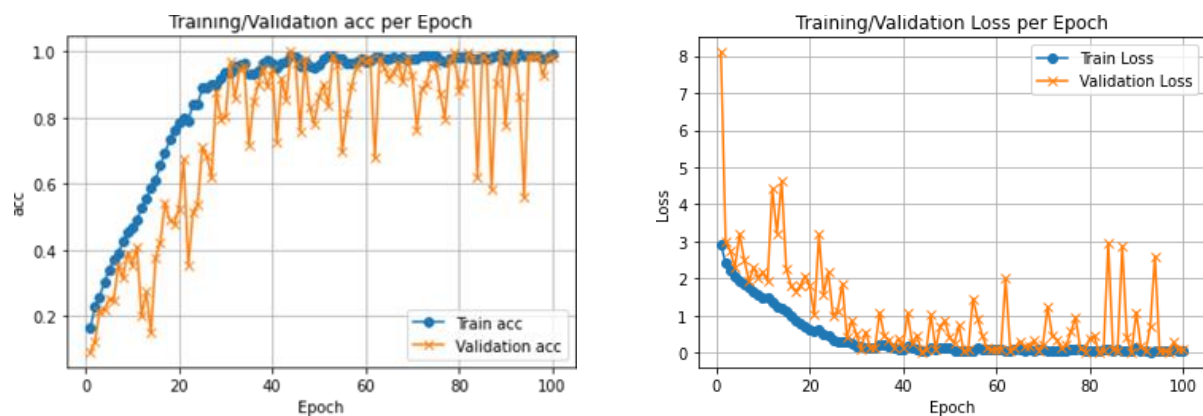 Training/Validation acc per Epoch
1.0
0.8
0.6
0.4
0.2
acc
Train acc
Validation acc
0
20
40
60
80
100
Epoch
Training/Validation Loss per Epoch
8
7
6
5
4
3
2
1
0
Loss
Train Loss
Validation Loss
0
20
40
60
80
100
Epoch